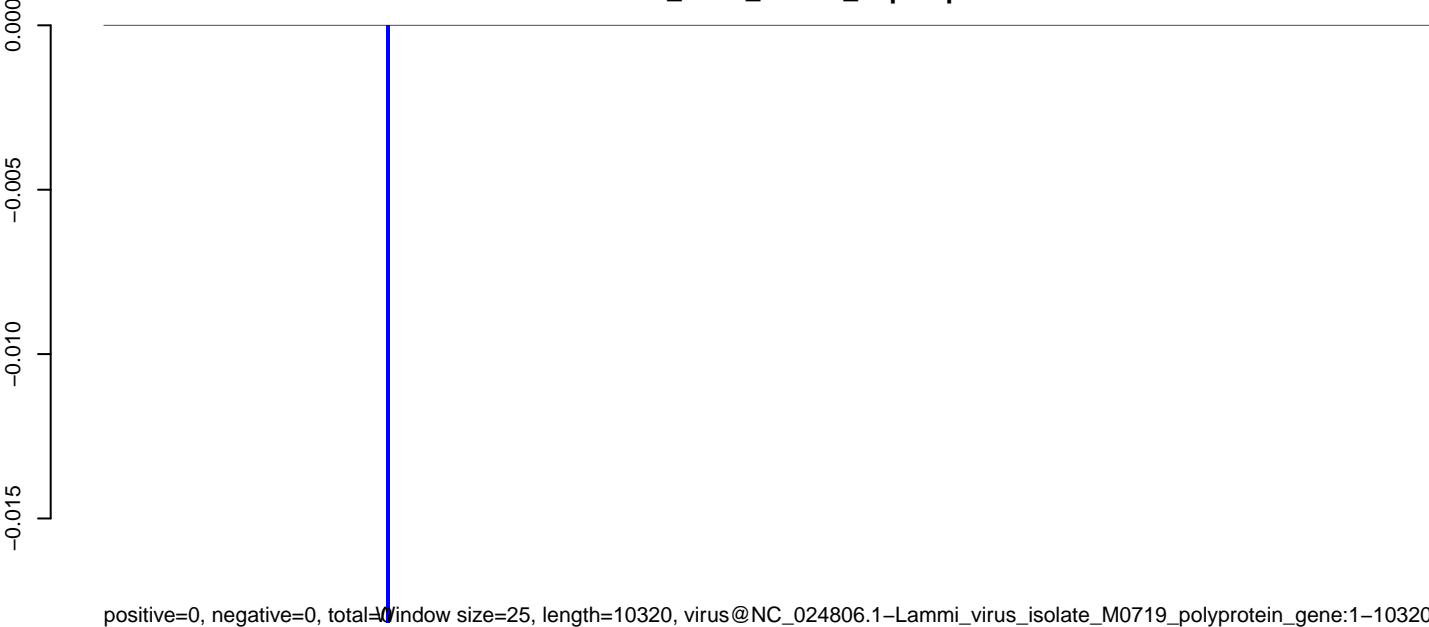 0.000
−0.005
−0.010
−0.015
positive=0, negative=0, total=0
Window size=25, length=10320, virus@NC_024806.1−Lammi_virus_isolate_M0719_polyprotein_gene:1−10320